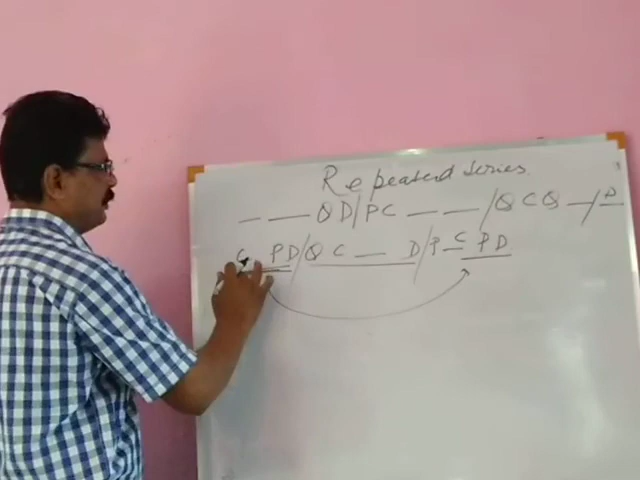 Repeated Series
_ _ Q D / P C _ _ / Q C Q _ / D
C P D / Q C _ D / P C P D